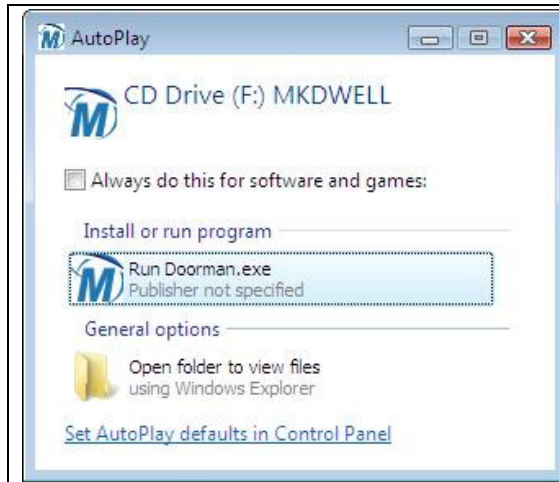 AutoPlay
CD Drive (F:) MKDWELL
Always do this for software and games:
Install or run program
Run Doorman.exe
Publisher not specified
General options
Open folder to view files
using Windows Explorer
Set AutoPlay defaults in Control Panel